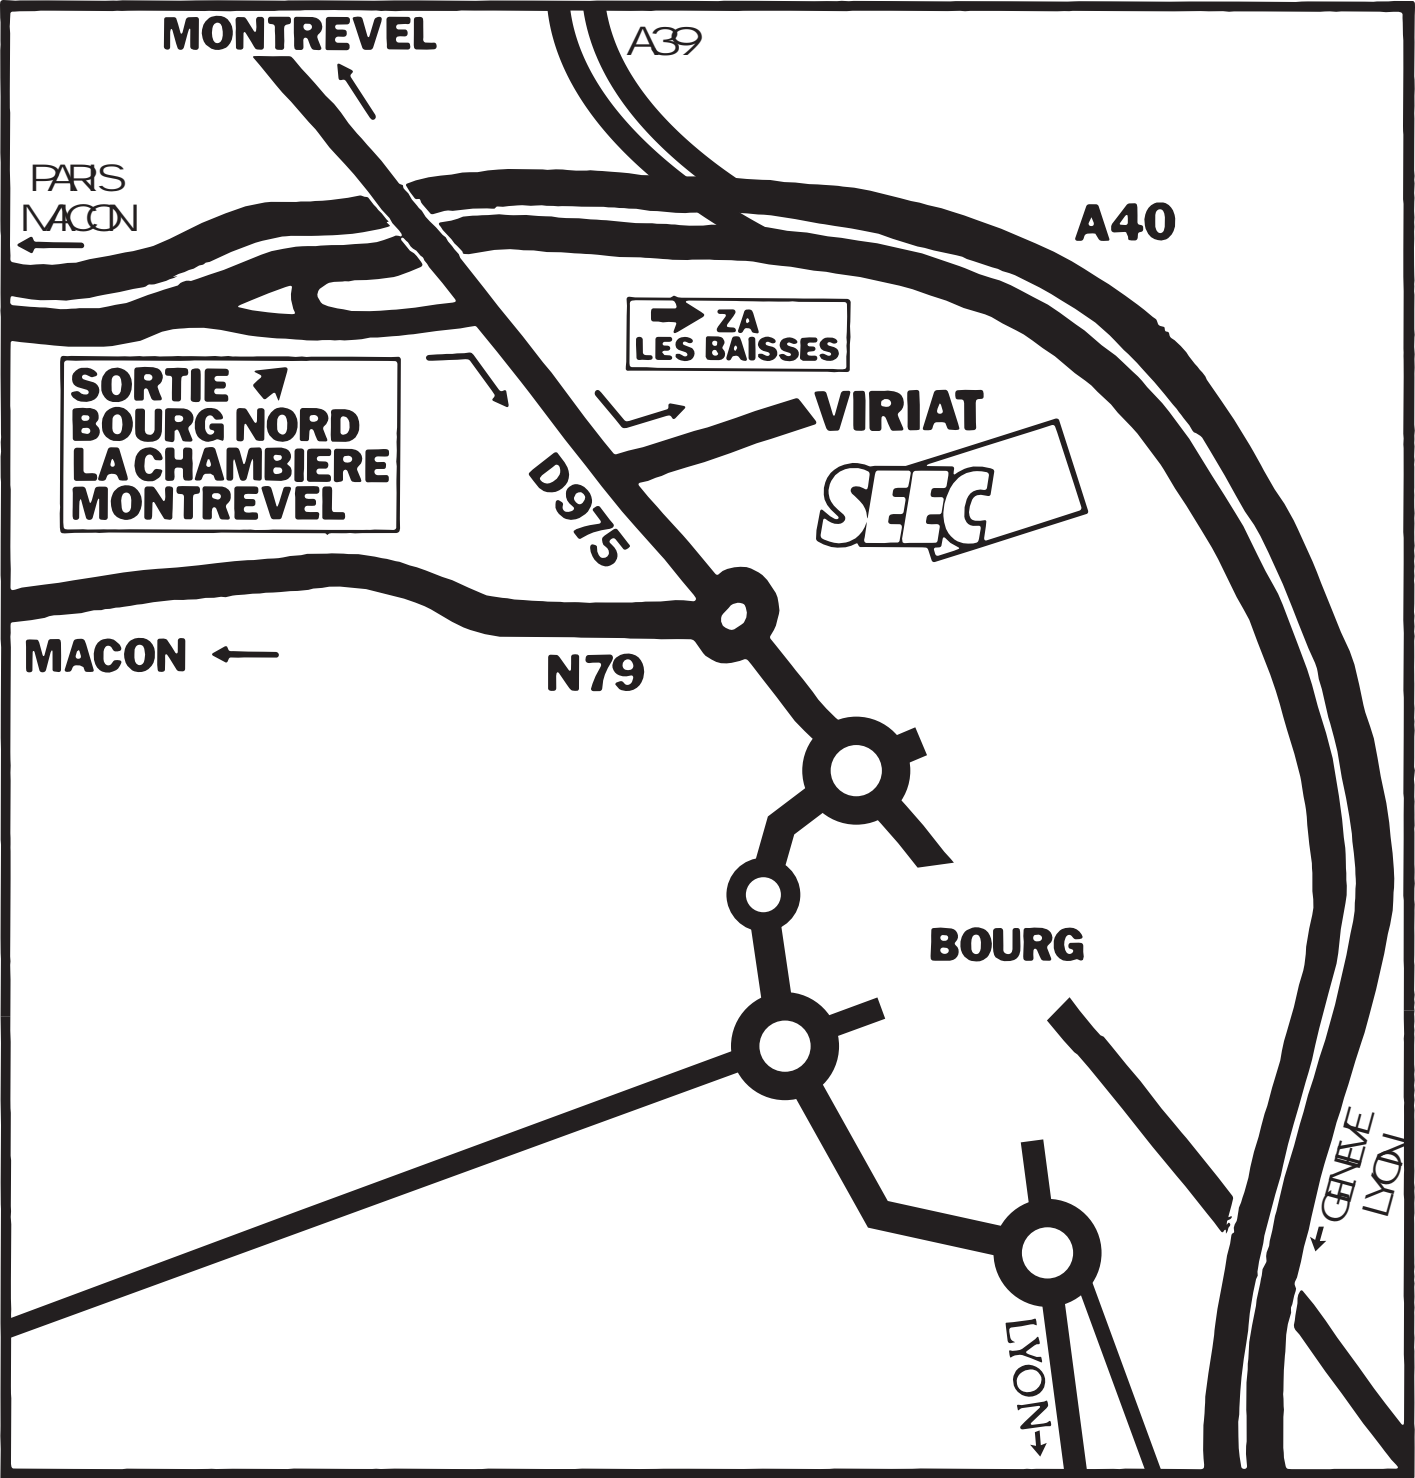 MONTREVEL
A39
PARIS
MACON
A40
ZA
LES BAISSES
SORTIE
BOURG NORD
LA CHAMBIERE
MONTREVEL
VIRIAT
SEEC
D975
MACON
N79
BOURG
GENEVE
LYON
LYON